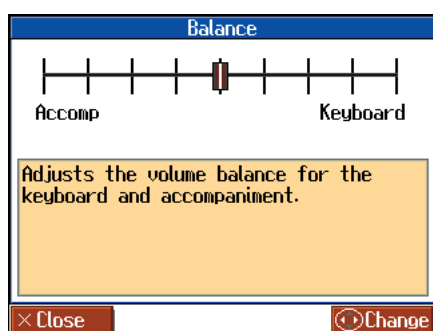 Balance
Accomp Keyboard
Adjusts the volume balance for the
keyboard and accompaniment.
×Close Change